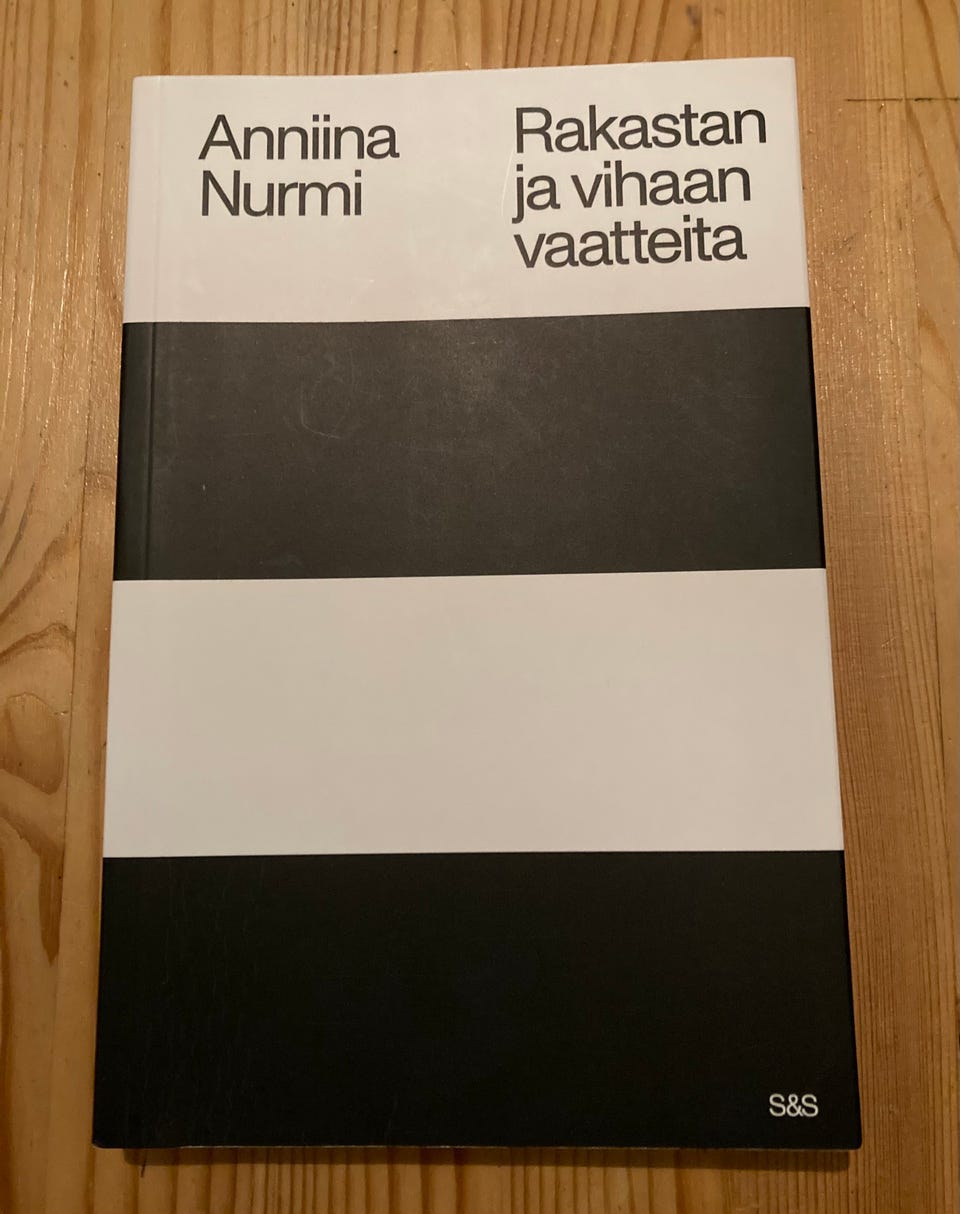 Anniina
Nurmi
Rakastan
ja vihaan
vaatteita
S&S